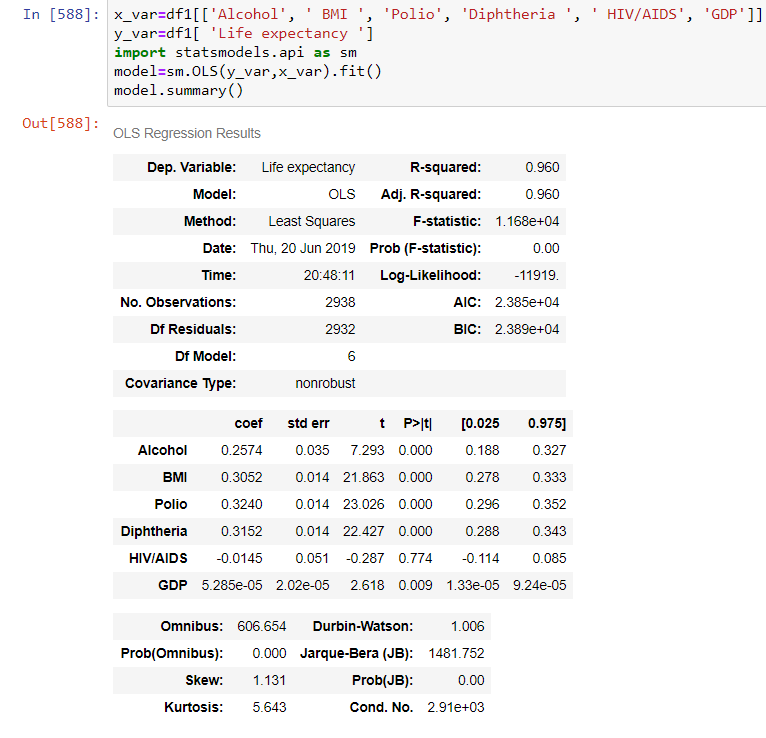 In [588]: x_var=df1[['Alcohol', ' BMI ', 'Polio', 'Diphtheria ', ' HIV/AIDS', 'GDP']]
y_var=df1[ 'Life expectancy ']
import statsmodels.api as sm
model=sm.OLS(y_var,x_var).fit()
model.summary()
Out[588]: OLS Regression Results
Dep. Variable: Life expectancy R-squared: 0.960
Model: OLS Adj. R-squared: 0.960
Method: Least Squares F-statistic: 1.168e+04
Date: Thu, 20 Jun 2019 Prob (F-statistic): 0.00
Time: 20:48:11 Log-Likelihood: -11919.
No. Observations: 2938 AIC: 2.385e+04
Df Residuals: 2932 BIC: 2.389e+04
Df Model: 6
Covariance Type: nonrobust
coef std err t P>|t| [0.025 0.975]
Alcohol 0.2574 0.035 7.293 0.000 0.188 0.327
BMI 0.3052 0.014 21.863 0.000 0.278 0.333
Polio 0.3240 0.014 23.026 0.000 0.296 0.352
Diphtheria 0.3152 0.014 22.427 0.000 0.288 0.343
HIV/AIDS -0.0145 0.051 -0.287 0.774 -0.114 0.085
GDP 5.285e-05 2.02e-05 2.618 0.009 1.33e-05 9.24e-05
Omnibus: 606.654 Durbin-Watson: 1.006
Prob(Omnibus): 0.000 Jarque-Bera (JB): 1481.752
Skew: 1.131 Prob(JB): 0.00
Kurtosis: 5.643 Cond. No. 2.91e+03